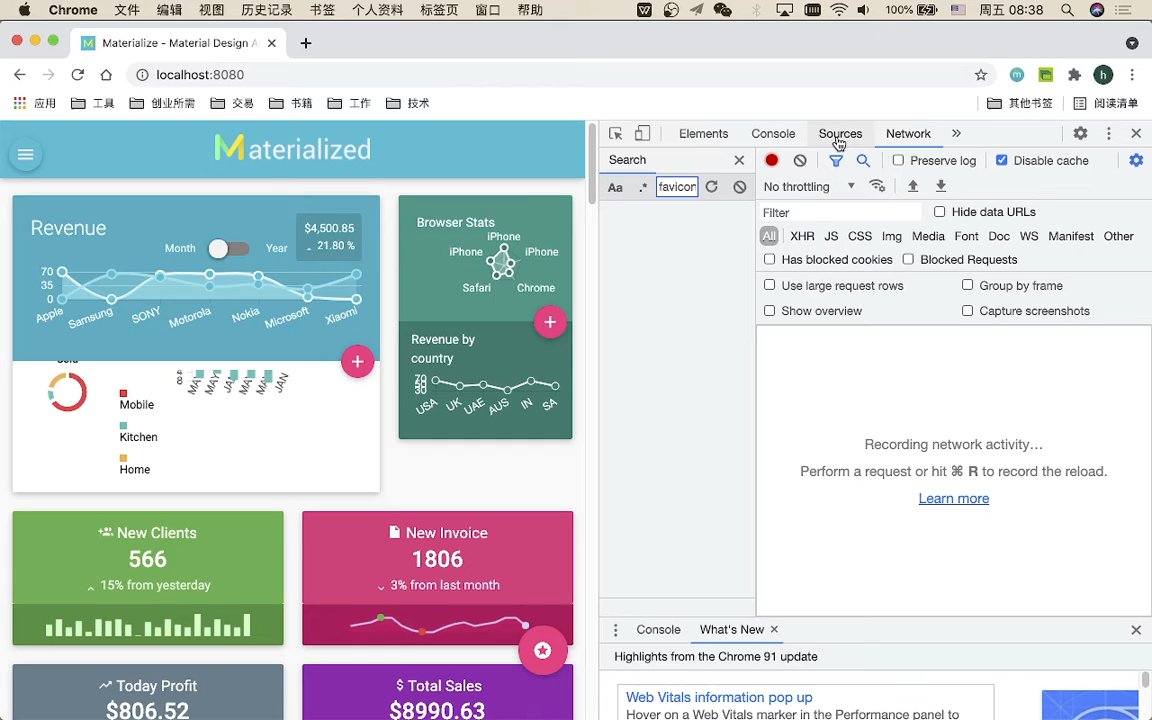 Chrome 文件 编辑 视图 历史记录 书签 个人资料 标签页 窗口 帮助 100% 周五 08:38
Materialize - Material Design A
localhost:8080
h
应用 工具 创业所需 交易 书籍 工作 技术 其他书签 阅读清单
Materialized
Elements Console Sources Network
Search
Preserve log Disable cache
Aa .* favicon
No throttling
Filter Hide data URLs
All XHR JS CSS Img Media Font Doc WS Manifest Other
Has blocked cookies Blocked Requests
Use large request rows Group by frame
Show overview Capture screenshots
Recording network activity…
Perform a request or hit ⌘ R to record the reload.
Learn more
Console What's New
Highlights from the Chrome 91 update
Web Vitals information pop up
Hover on a Web Vitals marker in the Performance panel to
Revenue
Month Year
$4,500.85
21.80 %
70
35
0
Apple Samsung SONY Motorola Nokia Microsoft Xiaomi
Mobile
Kitchen
Home
MAY MAY JAN
Browser Stats
iPhone
iPhone iPhone
Safari Chrome
Revenue by
country
USA UK UAE AUS IN SA
New Clients
566
15% from yesterday
New Invoice
1806
3% from last month
Today Profit
$806.52
$ Total Sales
$8990.63